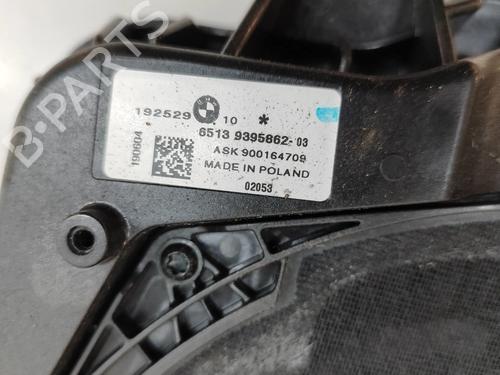 192529 10 *
6513 9395862-03
ASK 900164709
MADE IN POLAND
02053
190604
B-PARTS